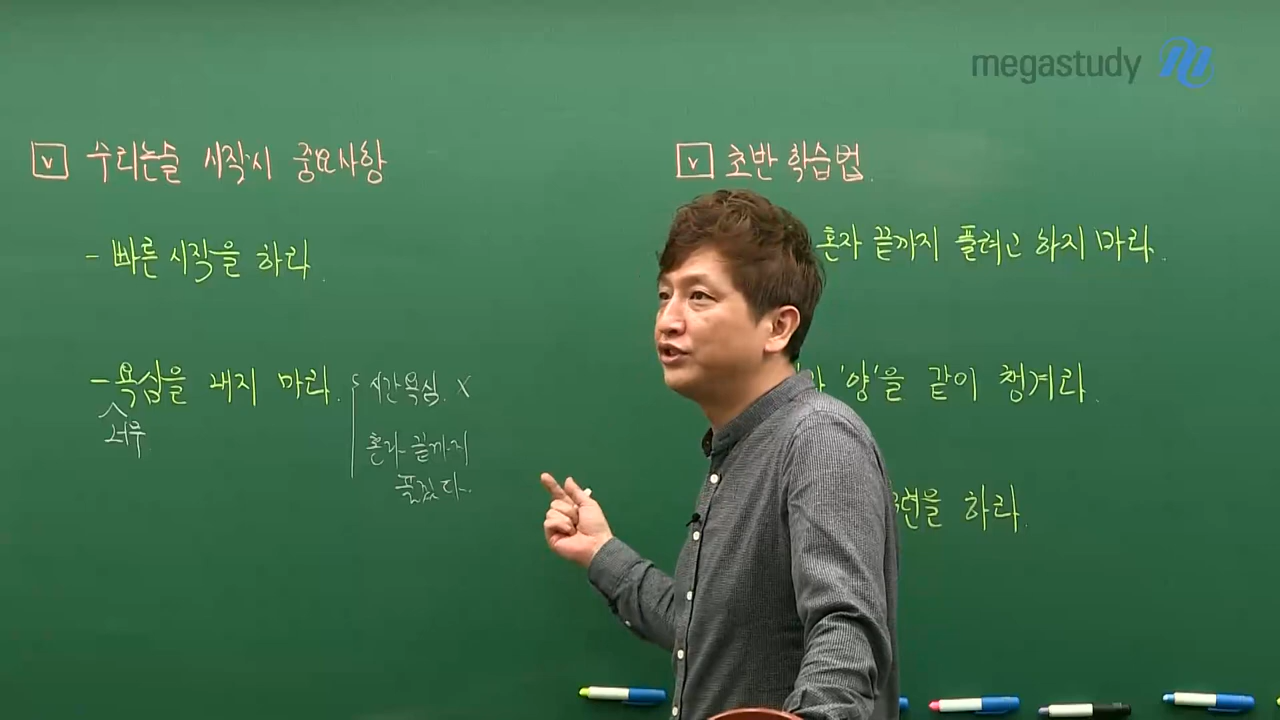 megastudy
v 수리논술 시작시 중요사항
- 빠른 시작을 하라.
- 욕심을 내지 마라.
너무
시간 욕심. X
혼자 끝까지
풀겠다.
v 초반 학습법.
혼자 끝까지 풀려고 하지 마라.
'양'을 같이 챙겨라.
을 하라.